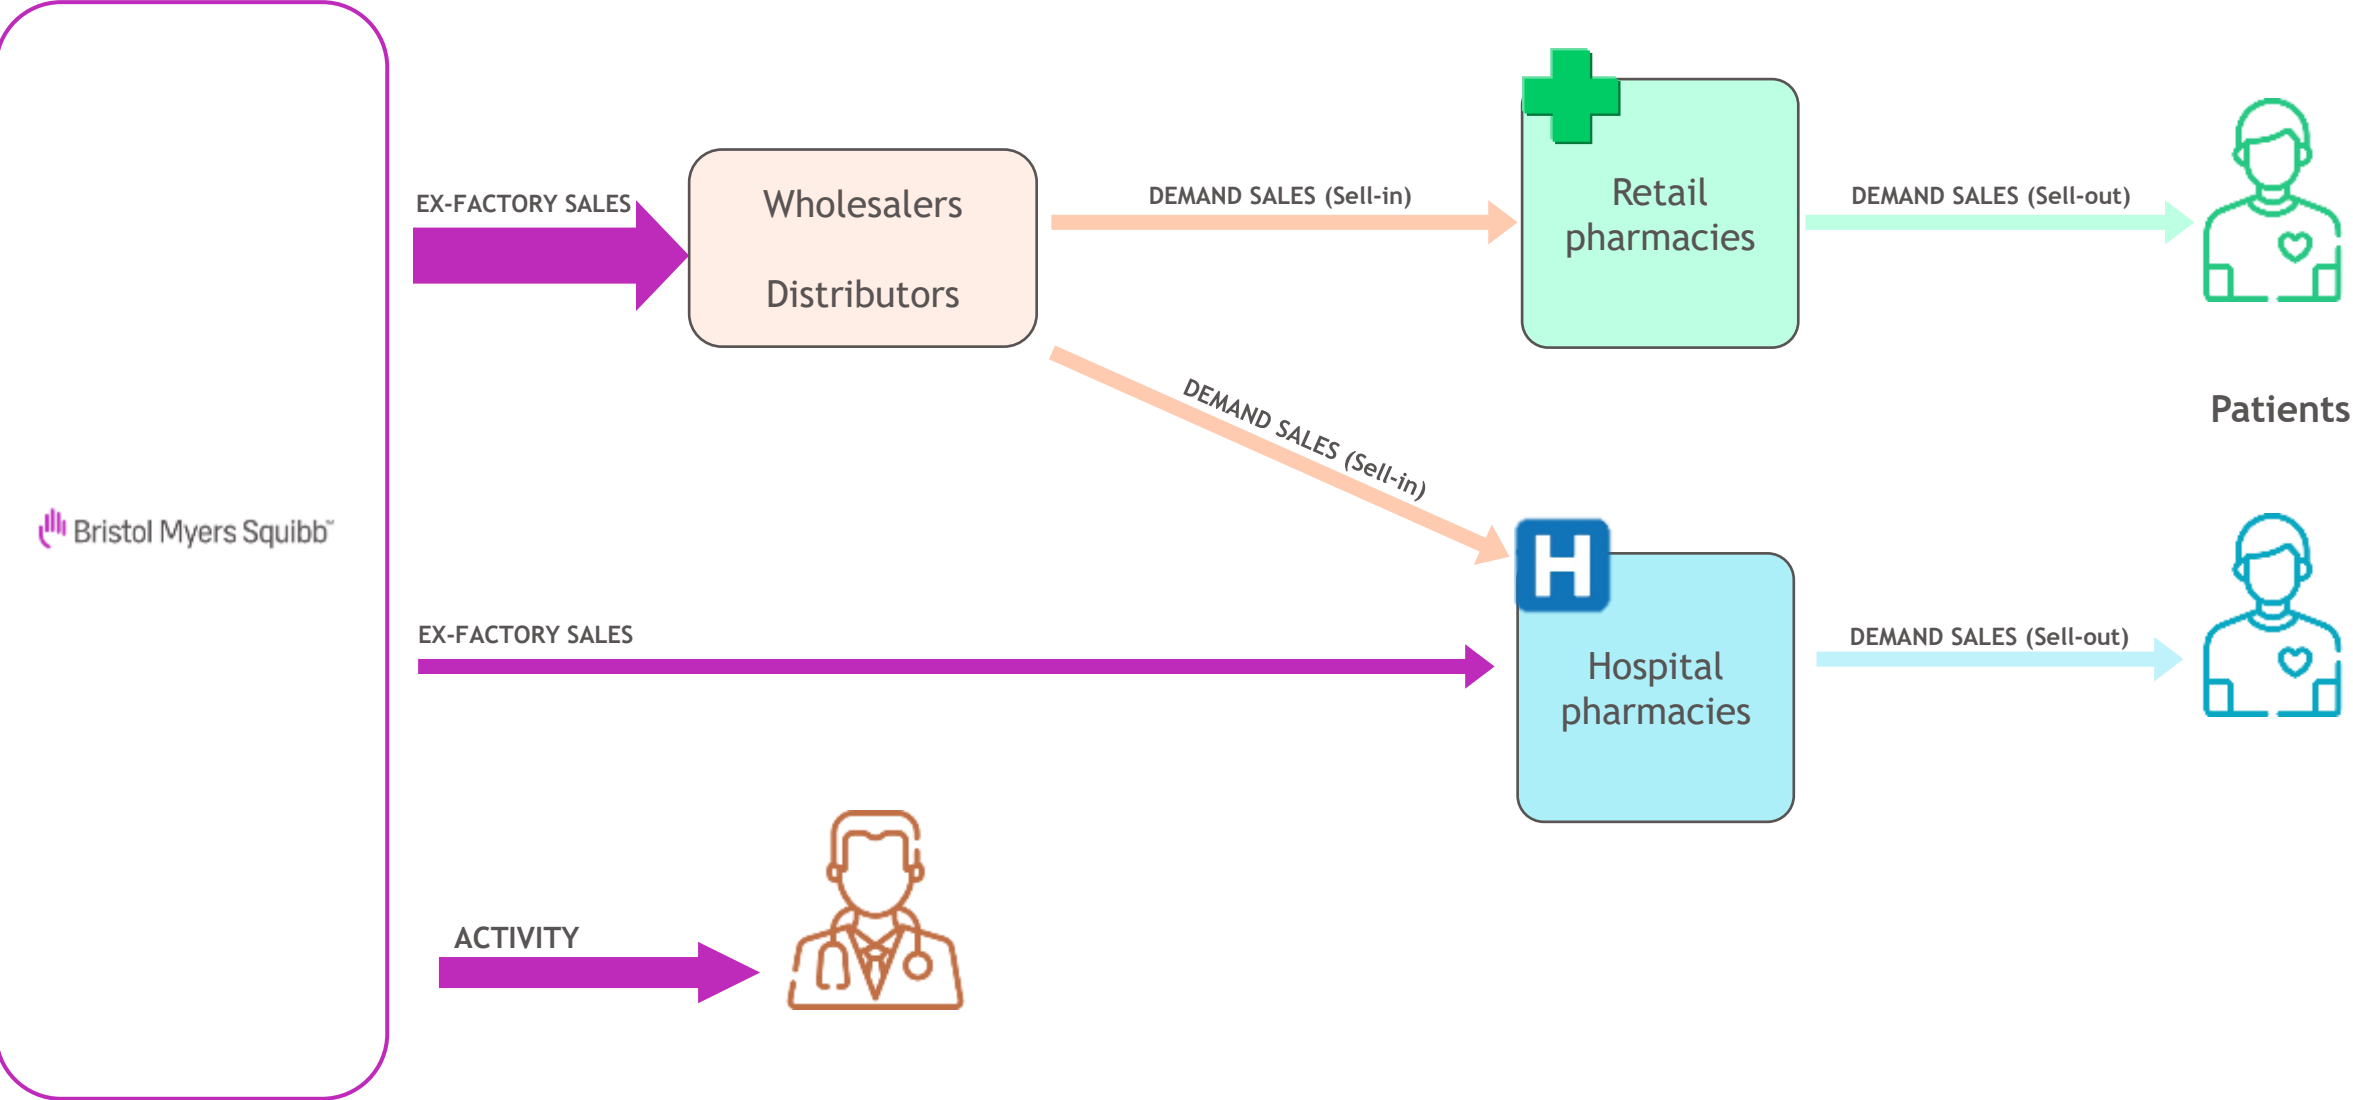 EX-FACTORY SALES
Wholesalers
Distributors
DEMAND SALES (Sell-in)
Retail
pharmacies
DEMAND SALES (Sell-out)
Patients
DEMAND SALES (Sell-in)
H
Bristol Myers Squibb™
EX-FACTORY SALES
Hospital
pharmacies
DEMAND SALES (Sell-out)
ACTIVITY